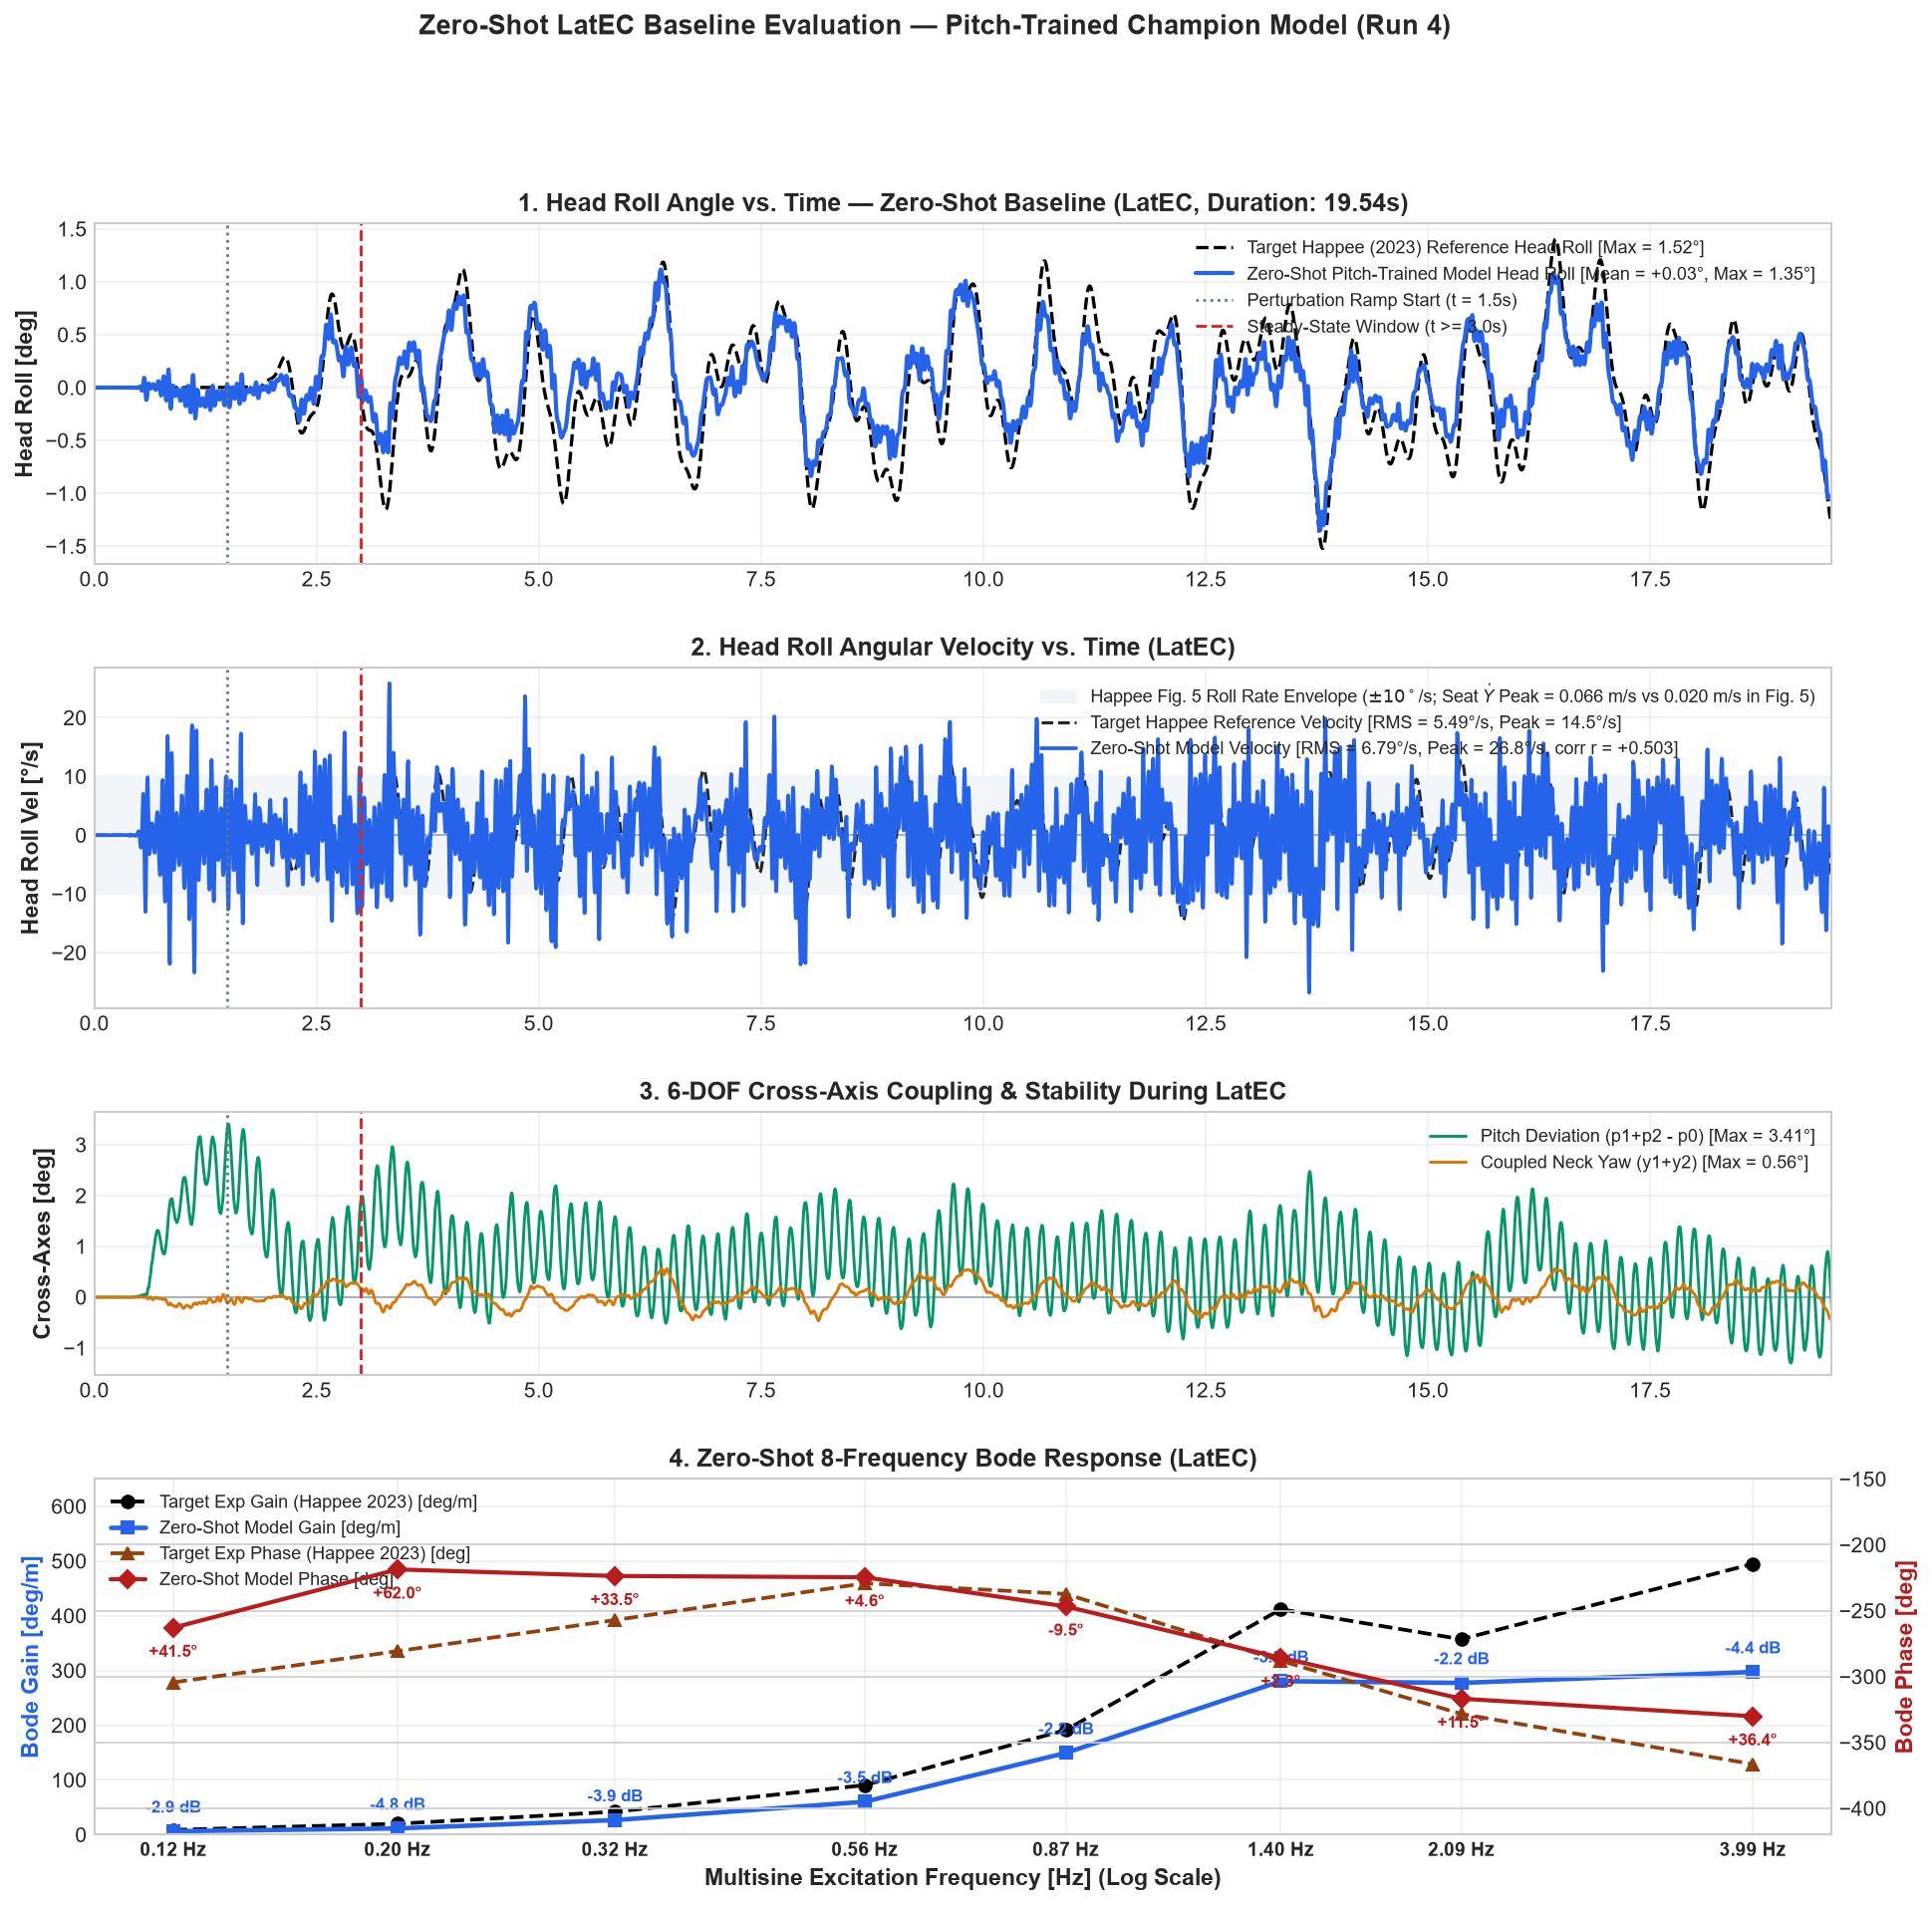 Zero-Shot LatEC Baseline Evaluation — Pitch-Trained Champion Model (Run 4)
1. Head Roll Angle vs. Time — Zero-Shot Baseline (LatEC, Duration: 19.54s)
Head Roll [deg]
1.5
1.0
0.5
0.0
−0.5
−1.0
−1.5
Target Happee (2023) Reference Head Roll [Max = 1.52°]
Zero-Shot Pitch-Trained Model Head Roll [Mean = +0.03°, Max = 1.35°]
Perturbation Ramp Start (t = 1.5s)
Steady-State Window (t >= 3.0s)
0.0 2.5 5.0 7.5 10.0 12.5 15.0 17.5
2. Head Roll Angular Velocity vs. Time (LatEC)
Head Roll Vel [°/s]
20
10
0
−10
−20
Happee Fig. 5 Roll Rate Envelope (±10°/s; Seat Ẏ Peak = 0.066 m/s vs 0.020 m/s in Fig. 5)
Target Happee Reference Velocity [RMS = 5.49°/s, Peak = 14.5°/s]
Zero-Shot Model Velocity [RMS = 6.79°/s, Peak = 26.8°/s, corr r = +0.503]
0.0 2.5 5.0 7.5 10.0 12.5 15.0 17.5
3. 6-DOF Cross-Axis Coupling & Stability During LatEC
Cross-Axes [deg]
3
2
1
0
−1
Pitch Deviation (p1+p2 - p0) [Max = 3.41°]
Coupled Neck Yaw (y1+y2) [Max = 0.56°]
0.0 2.5 5.0 7.5 10.0 12.5 15.0 17.5
4. Zero-Shot 8-Frequency Bode Response (LatEC)
Bode Gain [deg/m]
600
500
400
300
200
100
0
Target Exp Gain (Happee 2023) [deg/m]
Zero-Shot Model Gain [deg/m]
Target Exp Phase (Happee 2023) [deg]
Zero-Shot Model Phase [deg]
+41.5° +62.0° +33.5° +4.6° -9.5° +11.5° +36.4°
-2.9 dB -4.8 dB -3.9 dB -3.5 dB -2.2 dB -2.2 dB -4.4 dB
−150
−200
−250
−300
−350
−400
Bode Phase [deg]
0.12 Hz 0.20 Hz 0.32 Hz 0.56 Hz 0.87 Hz 1.40 Hz 2.09 Hz 3.99 Hz
Multisine Excitation Frequency [Hz] (Log Scale)